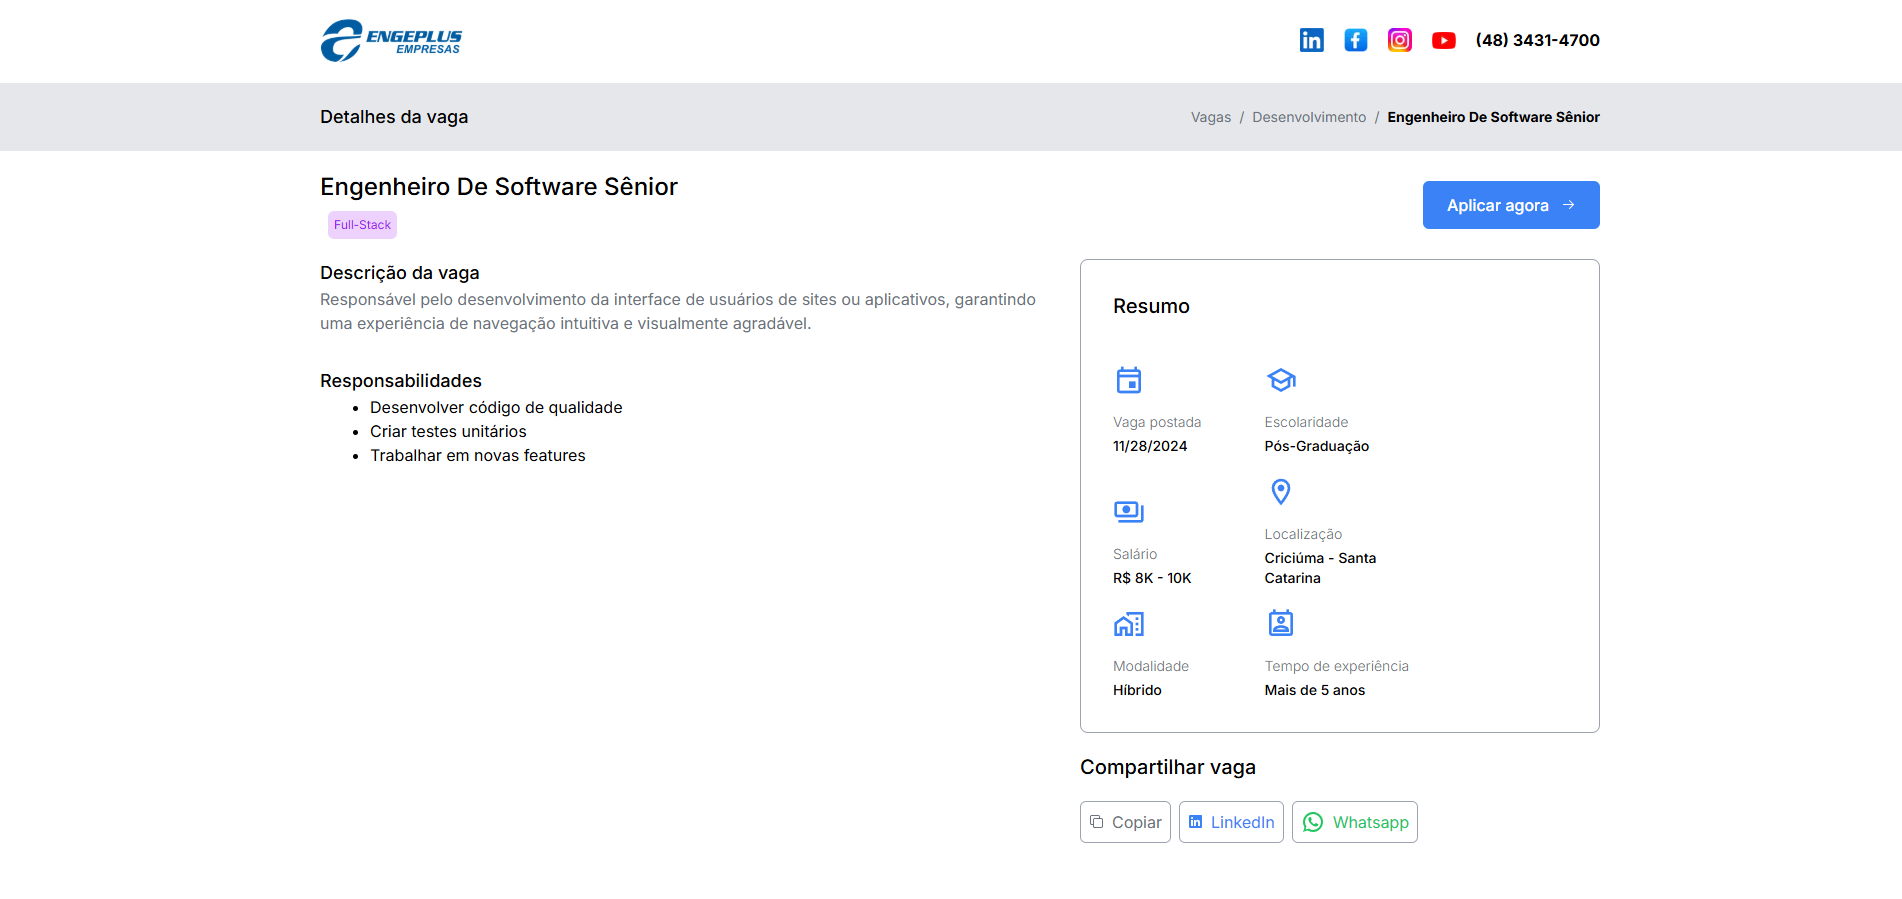 ENGEPLUS
EMPRESAS
(48) 3431-4700
Detalhes da vaga
Vagas / Desenvolvimento / Engenheiro De Software Sênior
Engenheiro De Software Sênior
Full-Stack
Aplicar agora
Descrição da vaga
Responsável pelo desenvolvimento da interface de usuários de sites ou aplicativos, garantindo
uma experiência de navegação intuitiva e visualmente agradável.
Responsabilidades
• Desenvolver código de qualidade
• Criar testes unitários
• Trabalhar em novas features
Resumo
Vaga postada
11/28/2024
Escolaridade
Pós-Graduação
Salário
R$ 8K - 10K
Localização
Criciúma - Santa
Catarina
Modalidade
Híbrido
Tempo de experiência
Mais de 5 anos
Compartilhar vaga
Copiar
LinkedIn
Whatsapp